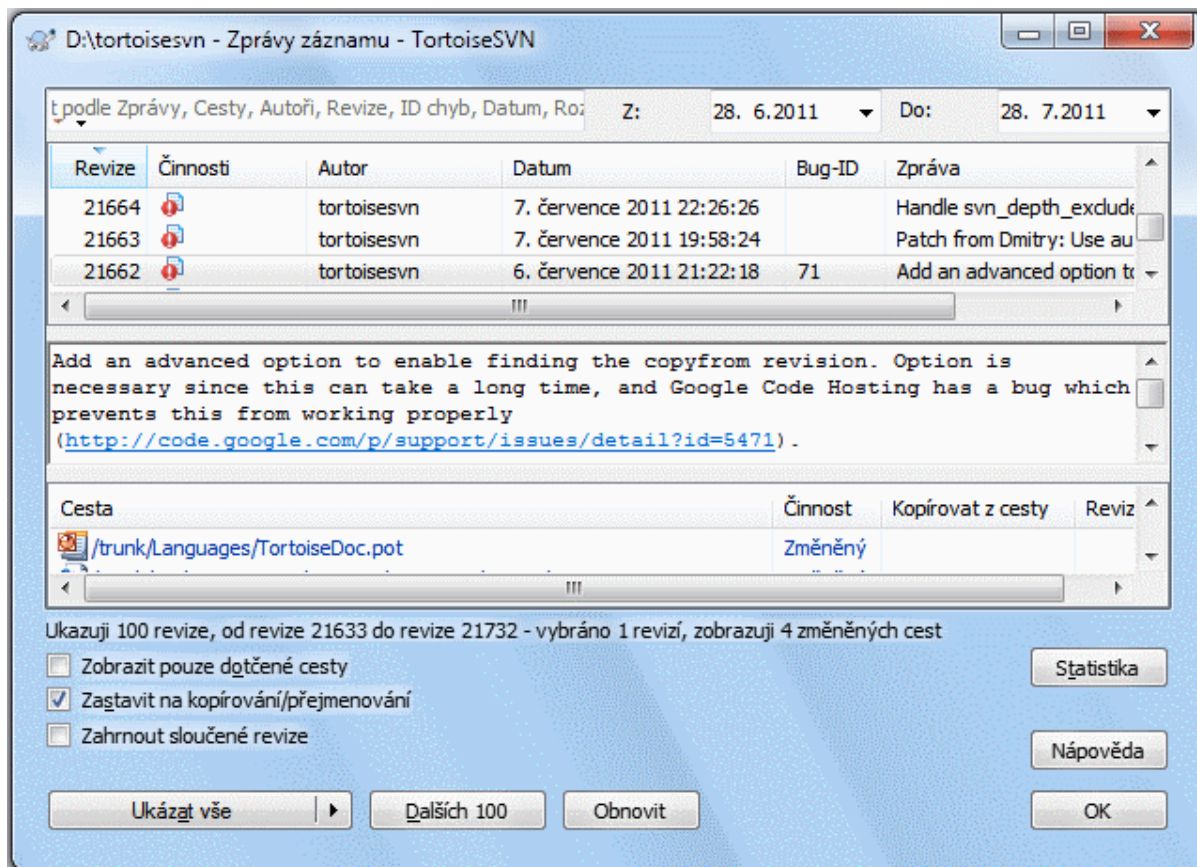 D:\tortoisesvn - Zprávy záznamu - TortoiseSVN
podle Zprávy, Cesty, Autoři, Revize, ID chyb, Datum, Z: 28. 6.2011 Do: 28. 7.2011
Revize Činnosti Autor Datum Bug-ID Zpráva
21664 tortoisesvn 7. července 2011 22:26:26 Handle svn_depth_exclude
21663 tortoisesvn 7. července 2011 19:58:24 Patch from Dmitry: Use au
21662 tortoisesvn 6. července 2011 21:22:18 71 Add an advanced option to
Add an advanced option to enable finding the copyfrom revision. Option is
necessary since this can take a long time, and Google Code Hosting has a bug which
prevents this from working properly
(http://code.google.com/p/support/issues/detail?id=5471).
Cesta Činnost Kopírovat z cesty Reviz
/trunk/Languages/TortoiseDoc.pot Změněný
Ukazuji 100 revize, od revize 21633 do revize 21732 - vybráno 1 revizí, zobrazuji 4 změněných cest
Zobrazit pouze dotčené cesty
Statistika
Zastavit na kopírování/přejmenování
Zahrnout sloučené revize
Nápověda
Ukázat vše Dalších 100 Obnovit OK